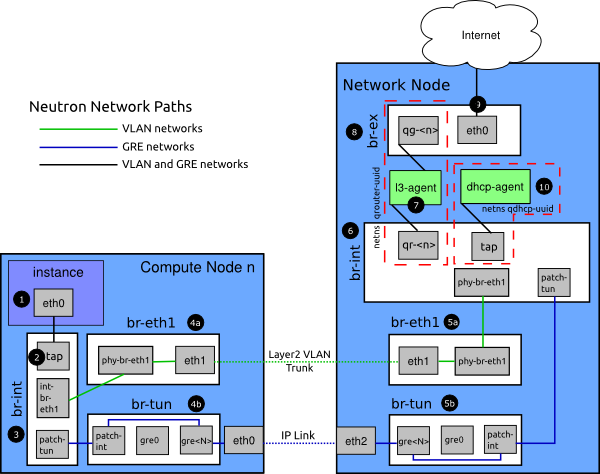 Internet
Network Node
Neutron Network Paths
VLAN networks
GRE networks
VLAN and GRE networks
9
8
br-ex
qg-<n>
eth0
netns qrouter-uuid
l3-agent
7
dhcp-agent
10
netns qdhcp-uuid
6
br-int
qr-<n>
tap
phy-br-eth1
patch-
tun
instance
Compute Node n
1
eth0
br-eth1
4a
2
tap
phy-br-eth1
eth1
int-
br-
eth1
br-int
3
patch-
tun
br-tun
4b
patch-
int
gre0
gre<N>
eth0
Layer2 VLAN
Trunk
IP Link
br-eth1
5a
eth1
phy-br-eth1
br-tun
5b
eth2
gre<N>
gre0
patch-
int